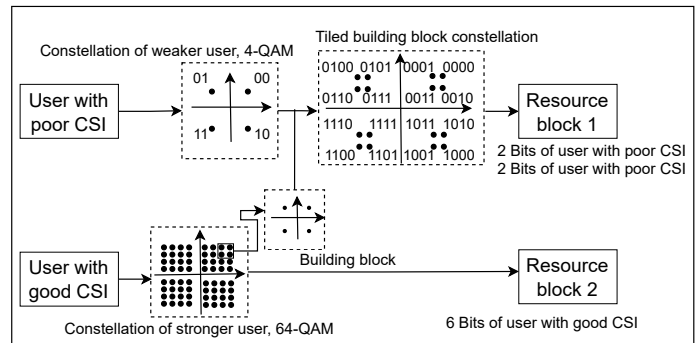 Constellation of weaker user, 4-QAM
Tiled building block constellation
01 00
11 10
0100 0101 0001 0000
0110 0111 0011 0010
1110 1111 1011 1010
1100 1101 1001 1000
User with
poor CSI
Resource
block 1
2 Bits of user with poor CSI
2 Bits of user with poor CSI
User with
good CSI
Building block
Resource
block 2
Constellation of stronger user, 64-QAM
6 Bits of user with good CSI